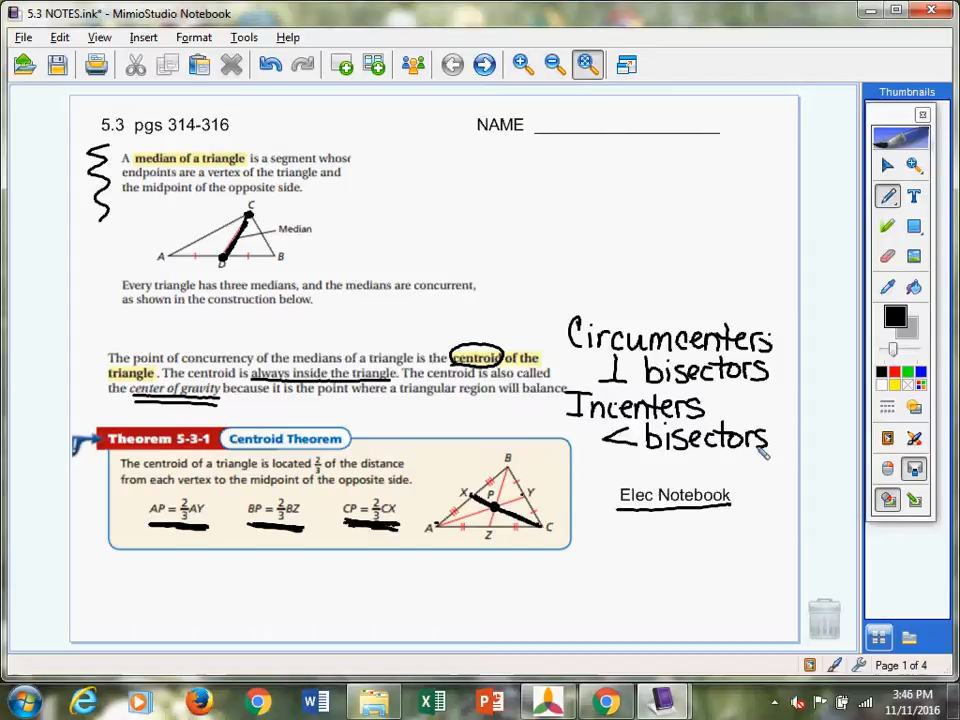 5.3 NOTES.ink* - MimioStudio Notebook
File Edit View Insert Format Tools Help
Thumbnails
5.3 pgs 314-316 NAME
A median of a triangle is a segment whose
endpoints are a vertex of the triangle and
the midpoint of the opposite side.
C
Median
A D B
Every triangle has three medians, and the medians are concurrent,
as shown in the construction below.
Circumcenters
⊥ bisectors
Incenters
< bisectors
The point of concurrency of the medians of a triangle is the centroid of the
triangle . The centroid is always inside the triangle. The centroid is also called
the center of gravity because it is the point where a triangular region will balance.
Theorem 5-3-1 Centroid Theorem
The centroid of a triangle is located 2/3 of the distance
from each vertex to the midpoint of the opposite side.
AP = 2/3 AY BP = 2/3 BZ CP = 2/3 CX
B
X P Y
A Z C
Elec Notebook
Page 1 of 4
3:46 PM
11/11/2016